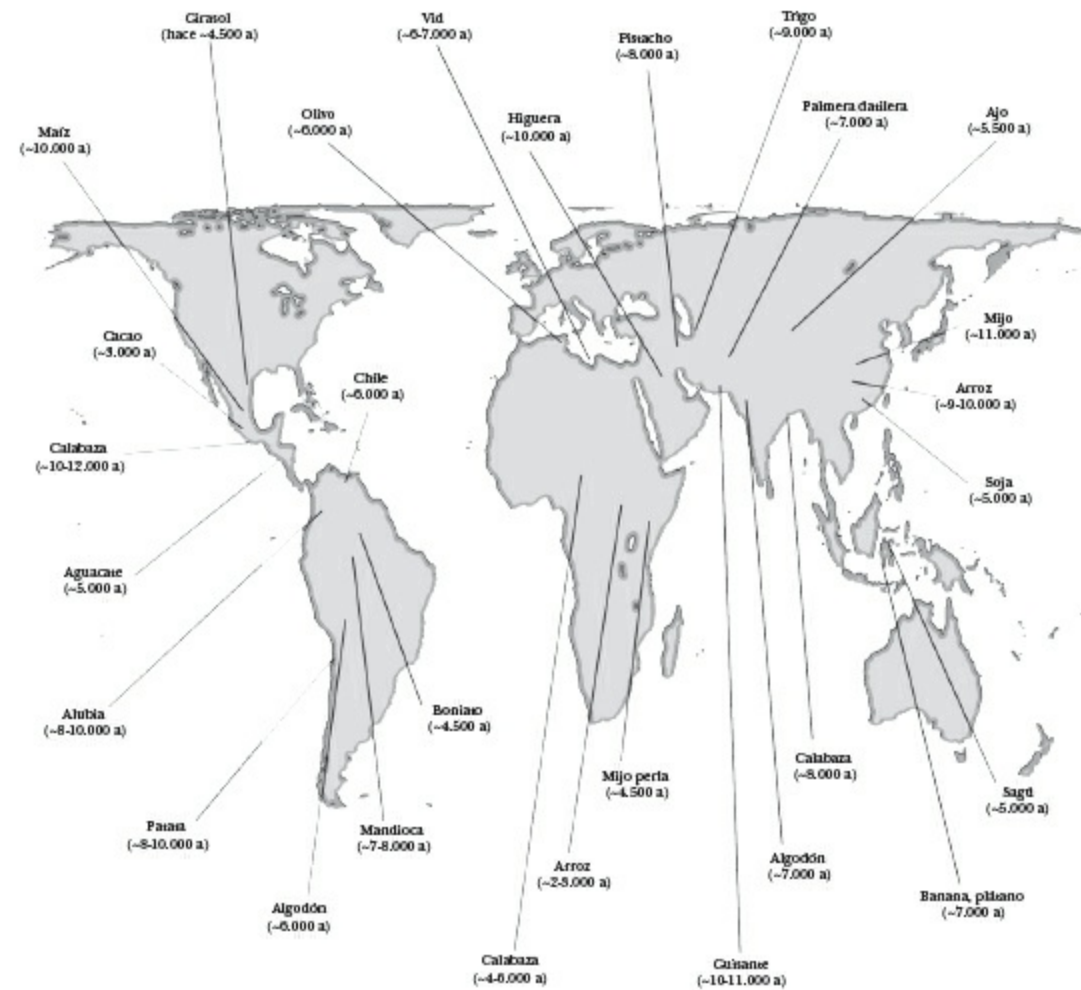 Girasol
(hace ~4.500 a)
Vid
(~6-7.000 a)
Pistacho
(~8.000 a)
Trigo
(~9.000 a)
Maíz
(~10.000 a)
Olivo
(~6.000 a)
Higuera
(~10.000 a)
Palmera datilera
(~7.000 a)
Ajo
(~5.500 a)
Cacao
(~3.000 a)
Chile
(~6.000 a)
Mijo
(~11.000 a)
Arroz
(~9-10.000 a)
Calabaza
(~10-12.000 a)
Soja
(~5.000 a)
Aguacate
(~5.000 a)
Alubia
(~8-10.000 a)
Boniato
(~4.500 a)
Mijo perla
(~4.500 a)
Calabaza
(~8.000 a)
Sagú
(~5.000 a)
Patata
(~8-10.000 a)
Mandioca
(~7-8.000 a)
Arroz
(~2-3.000 a)
Algodón
(~7.000 a)
Banana, plátano
(~7.000 a)
Algodón
(~6.000 a)
Calabaza
(~4-6.000 a)
Guisante
(~10-11.000 a)